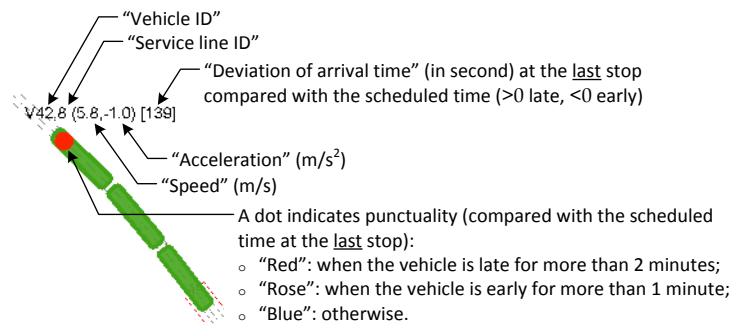 “Vehicle ID”
“Service line ID”
“Deviation of arrival time” (in second) at the last stop
compared with the scheduled time (>0 late, <0 early)
V42,8 (5.8,-1.0) [139]
“Acceleration” (m/s²)
“Speed” (m/s)
A dot indicates punctuality (compared with the scheduled
time at the last stop):
○ “Red”: when the vehicle is late for more than 2 minutes;
○ “Rose”: when the vehicle is early for more than 1 minute;
○ “Blue”: otherwise.